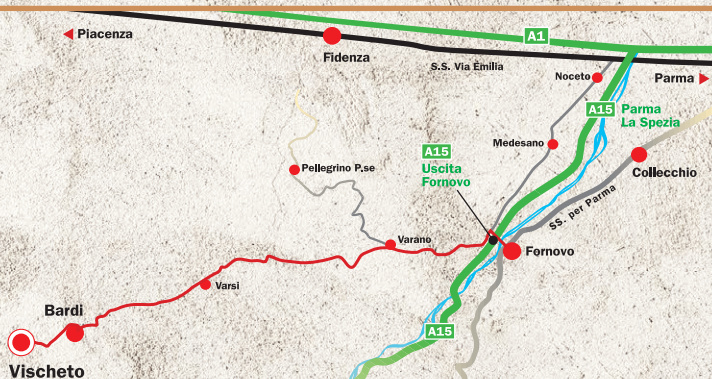 Piacenza
A1
Fidenza
S.S. Via Emilia
Noceto
Parma
A15
Parma
La Spezia
Medesano
A15
Uscita
Fornovo
Collecchio
Pellegrino P.se
SS. per Parma
Varano
Fornovo
Varsi
Bardi
A15
Vischeto